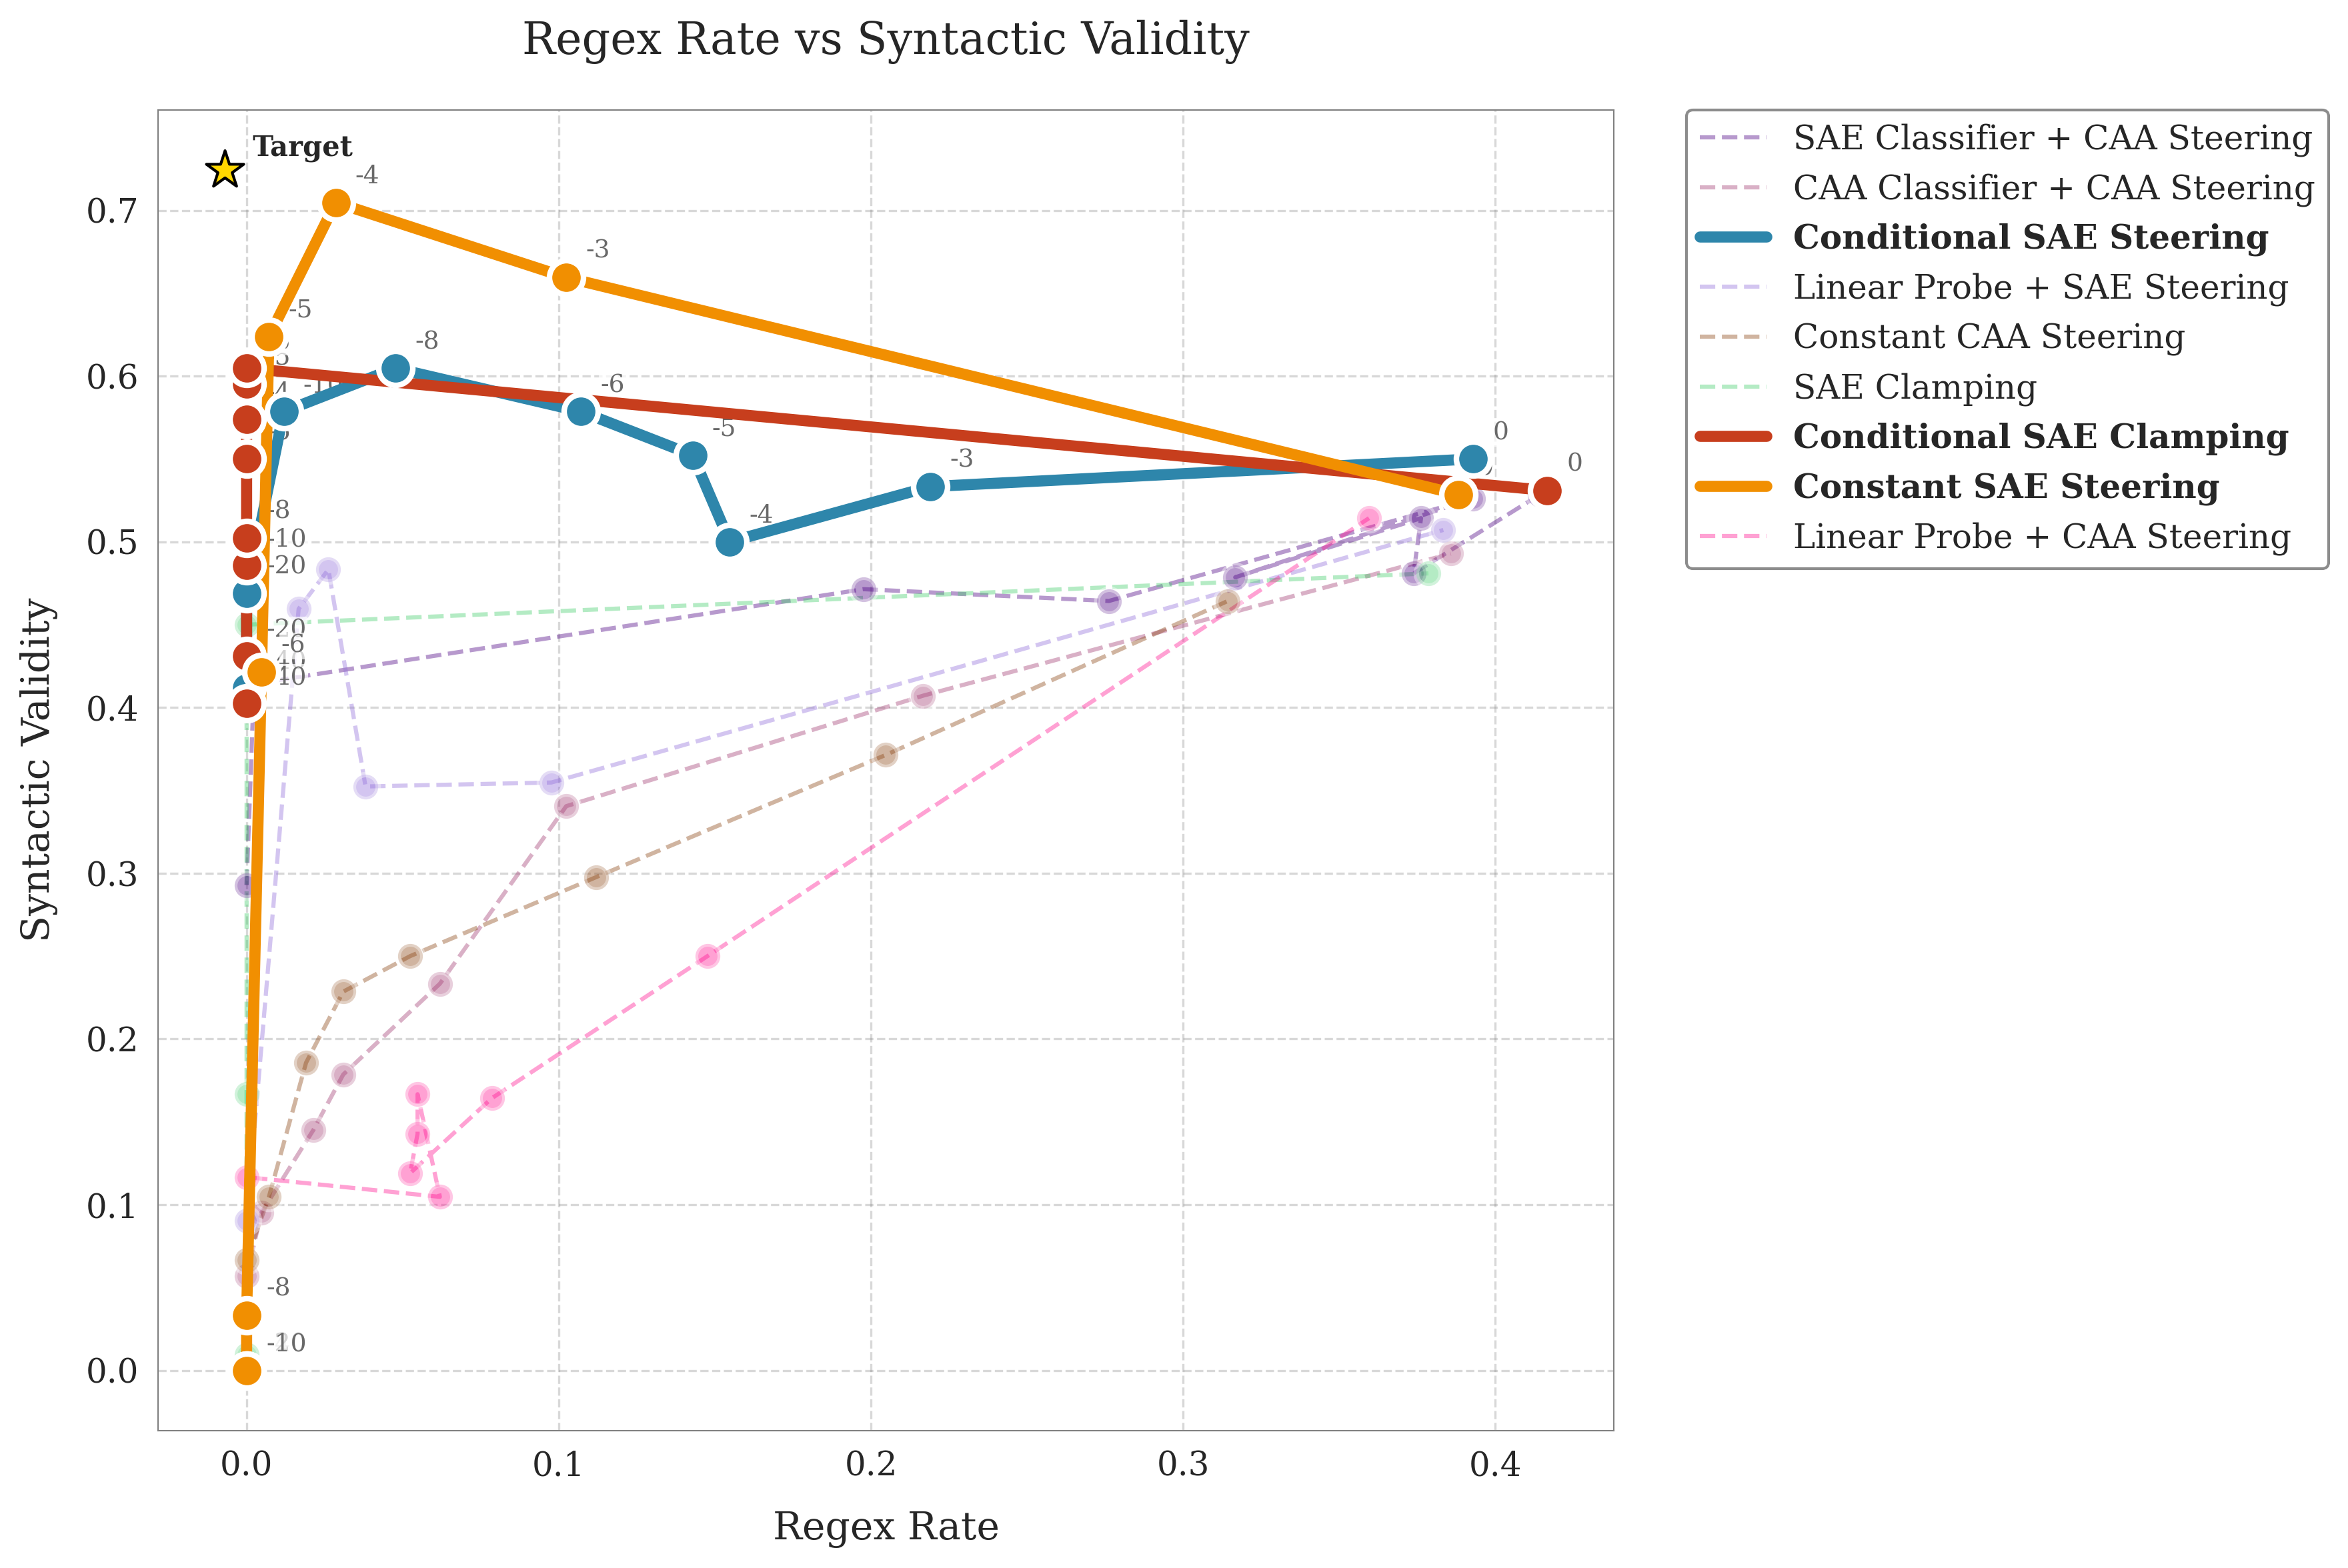 Regex Rate vs Syntactic Validity
Target
-4
-3
-5
-8
-6
-5
-3
-4
0
0
-8
-10
-20
-20
-6
-8
-10
0.7
0.6
0.5
0.4
0.3
0.2
0.1
0.0
Syntactic Validity
0.0
0.1
0.2
0.3
0.4
Regex Rate
SAE Classifier + CAA Steering
CAA Classifier + CAA Steering
Conditional SAE Steering
Linear Probe + SAE Steering
Constant CAA Steering
SAE Clamping
Conditional SAE Clamping
Constant SAE Steering
Linear Probe + CAA Steering